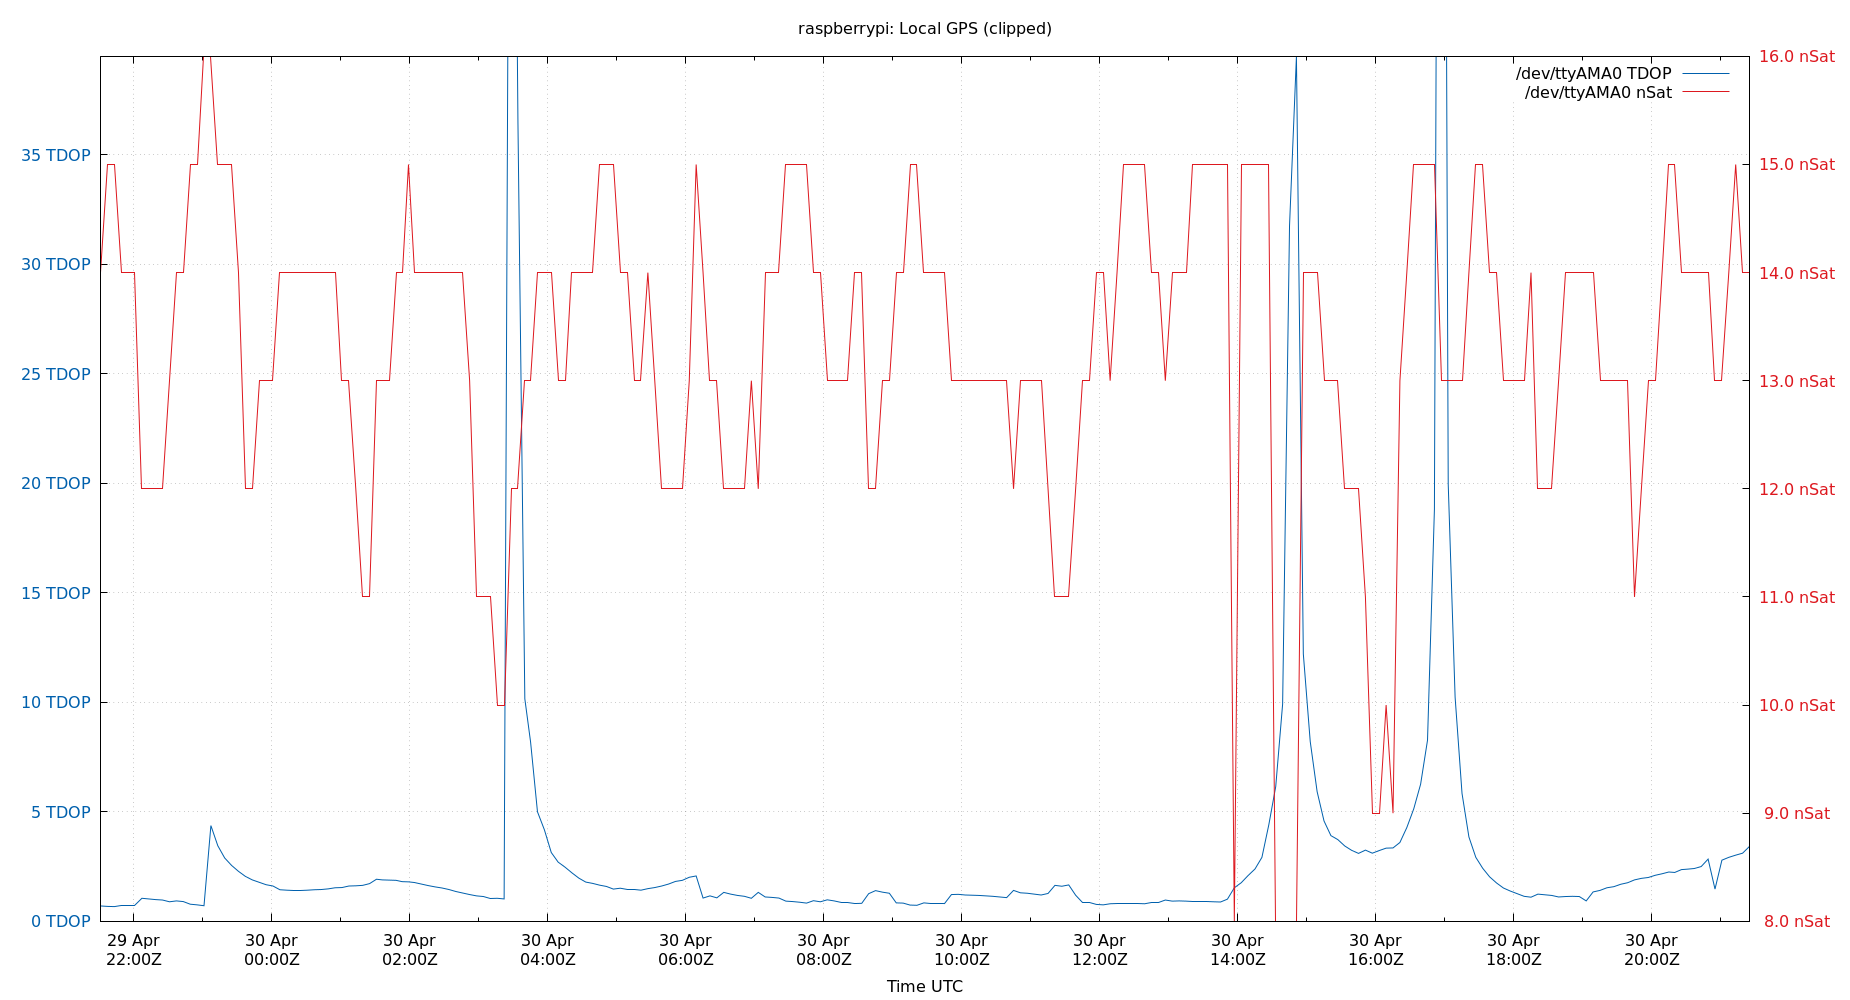 raspberrypi: Local GPS (clipped)
/dev/ttyAMA0 TDOP
/dev/ttyAMA0 nSat
35 TDOP
30 TDOP
25 TDOP
20 TDOP
15 TDOP
10 TDOP
5 TDOP
0 TDOP
16.0 nSat
15.0 nSat
14.0 nSat
13.0 nSat
12.0 nSat
11.0 nSat
10.0 nSat
9.0 nSat
8.0 nSat
29 Apr
22:00Z
30 Apr
00:00Z
30 Apr
02:00Z
30 Apr
04:00Z
30 Apr
06:00Z
30 Apr
08:00Z
30 Apr
10:00Z
30 Apr
12:00Z
30 Apr
14:00Z
30 Apr
16:00Z
30 Apr
18:00Z
30 Apr
20:00Z
Time UTC